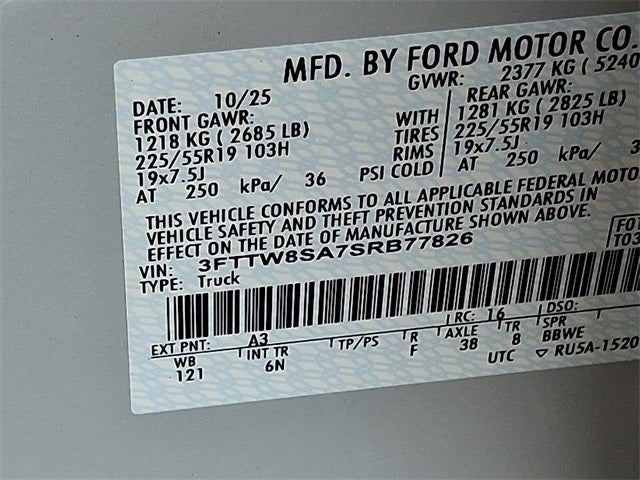 MFD. BY FORD MOTOR CO.
DATE: 10/25 GVWR: 2377 KG ( 5240
FRONT GAWR: REAR GAWR:
1218 KG ( 2685 LB) WITH 1281 KG ( 2825 LB)
225/55R19 103H TIRES 225/55R19 103H
19x7.5J RIMS 19x7.5J
AT 250 kPa/ 36 PSI COLD AT 250 kPa/ 3
THIS VEHICLE CONFORMS TO ALL APPLICABLE FEDERAL MOTO
VEHICLE SAFETY AND THEFT PREVENTION STANDARDS IN
EFFECT ON THE DATE OF MANUFACTURE SHOWN ABOVE.
VIN: 3FTTW8SA7SRB77826 F01
TYPE: Truck T03
EXT PNT: A3 RC: 16 DSO:
WB INT TR TP/PS R AXLE TR SPR
121 6N F 38 8 BBWE
UTC RU5A-1520